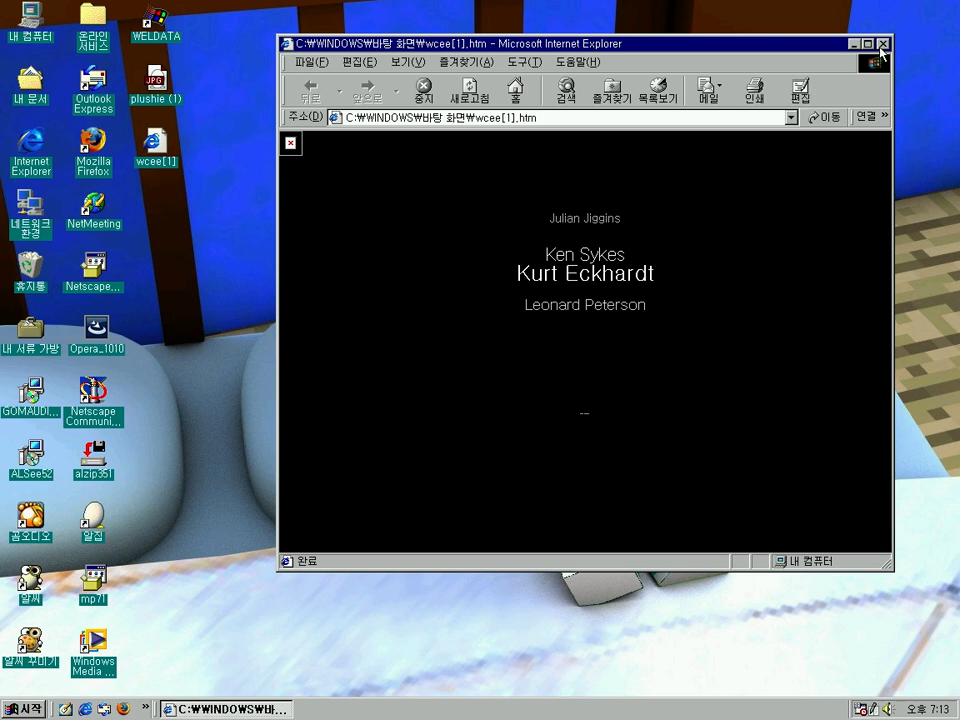 내 컴퓨터
온라인
서비스
WELDATA
내 문서
Outlook
Express
JPG
plushie (1)
Internet
Explorer
Mozilla
Firefox
wcee[1]
네트워크
환경
NetMeeting
휴지통
Netscape...
내 서류 가방
Opera_1010
GOMAUDI...
Netscape
Communi...
ALSee52
alzip351
곰오디오
알집
알씨
mp71
알씨 꾸미기
Windows
Media ...
C:₩WINDOWS₩바탕 화면₩wcee[1].htm - Microsoft Internet Explorer
파일(F) 편집(E) 보기(V) 즐겨찾기(A) 도구(T) 도움말(H)
뒤로 앞으로 중지 새로고침 홈 검색 즐겨찾기 목록보기 메일 인쇄 편집
주소(D) C:₩WINDOWS₩바탕 화면₩wcee[1].htm 이동 연결 »
Julian Jiggins
Ken Sykes
Kurt Eckhardt
Leonard Peterson
완료 내 컴퓨터
시작 » C:₩WINDOWS₩바... 오후 7:13